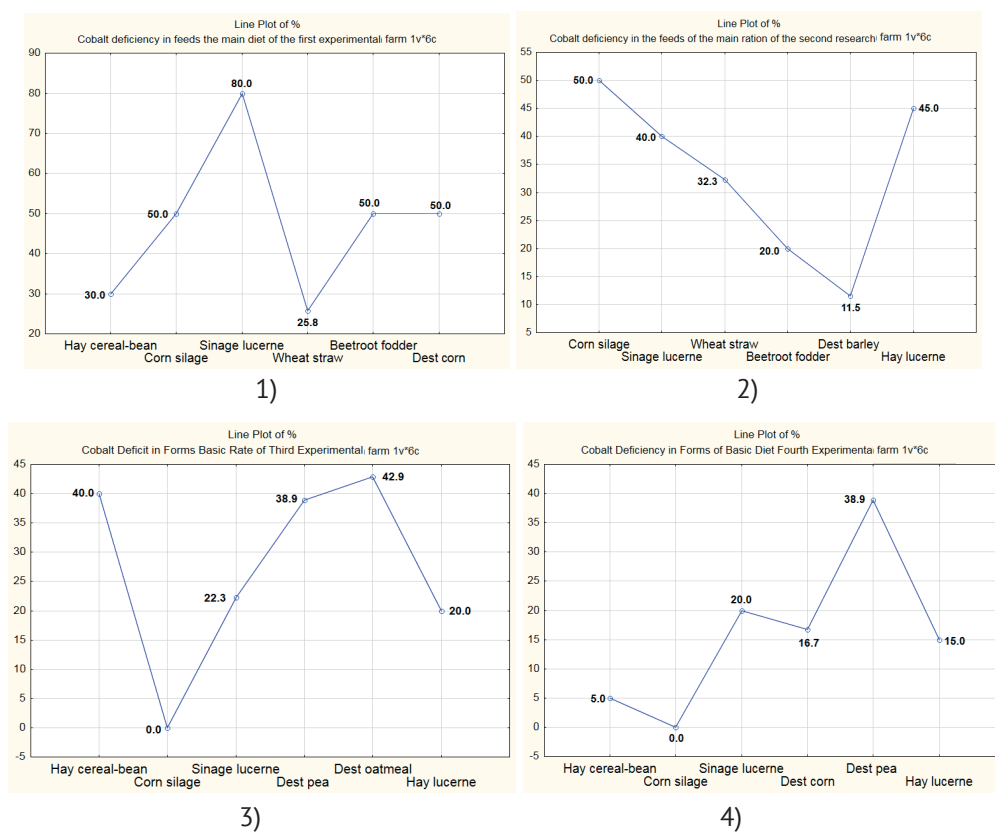 Line Plot of %
Cobalt deficiency in feeds the main diet of the first experimental farm 1v*6c
90
80
70
60
50
40
30
20
30.0
50.0
80.0
25.8
50.0
50.0
Hay cereal-bean
Corn silage
Sinage lucerne
Wheat straw
Beetroot fodder
Dest corn
1)
Line Plot of %
Cobalt deficiency in the feeds of the main ration of the second research farm 1v*6c
55
50
45
40
35
30
25
20
15
10
5
50.0
40.0
32.3
20.0
11.5
45.0
Corn silage
Sinage lucerne
Wheat straw
Beetroot fodder
Dest barley
Hay lucerne
2)
Line Plot of %
Cobalt Deficit in Forms Basic Rate of Third Experimental farm 1v*6c
45
40
35
30
25
20
15
10
5
0
-5
40.0
0.0
22.3
38.9
42.9
20.0
Hay cereal-bean
Corn silage
Sinage lucerne
Dest pea
Dest oatmeal
Hay lucerne
3)
Line Plot of %
Cobalt Deficiency in Forms of Basic Diet Fourth Experimenta farm 1v*6c
45
40
35
30
25
20
15
10
5
0
-5
5.0
0.0
20.0
16.7
38.9
15.0
Hay cereal-bean
Corn silage
Sinage lucerne
Dest corn
Dest pea
Hay lucerne
4)